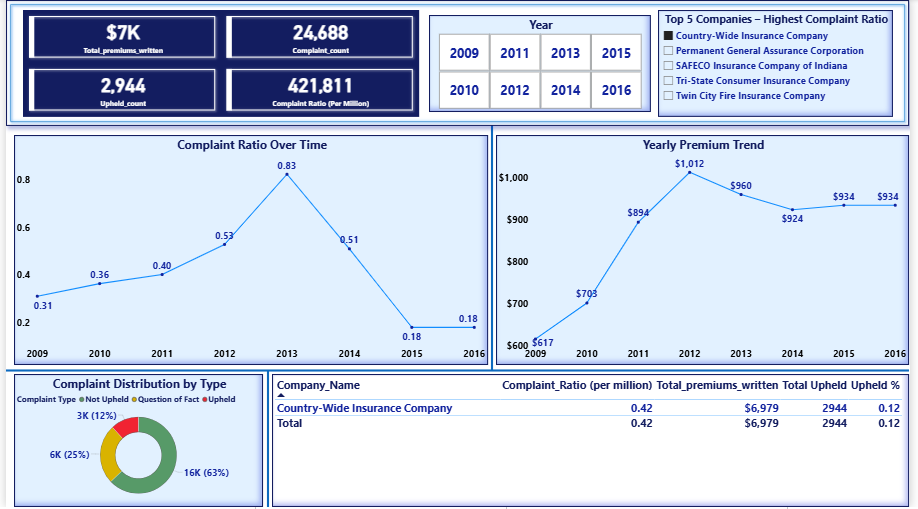 $7K
Total_premiums_written
24,688
Complaint_count
2,944
Upheld_count
421,811
Complaint Ratio (Per Million)
Year
2009 2011 2013 2015
2010 2012 2014 2016
Top 5 Companies – Highest Complaint Ratio
Country-Wide Insurance Company
Permanent General Assurance Corporation
SAFECO Insurance Company of Indiana
Tri-State Consumer Insurance Company
Twin City Fire Insurance Company
Complaint Ratio Over Time
0.8
0.6
0.4
0.2
0.31
0.36
0.40
0.53
0.83
0.51
0.18
0.18
2009 2010 2011 2012 2013 2014 2015 2016
Yearly Premium Trend
$1,000
$900
$800
$700
$600
$617
$703
$894
$1,012
$960
$924
$934
$934
2009 2010 2011 2012 2013 2014 2015 2016
Complaint Distribution by Type
Complaint Type Not Upheld Question of Fact Upheld
3K (12%)
6K (25%)
16K (63%)
Company_Name Complaint_Ratio (per million) Total_premiums_written Total Upheld Upheld %
Country-Wide Insurance Company 0.42 $6,979 2944 0.12
Total 0.42 $6,979 2944 0.12